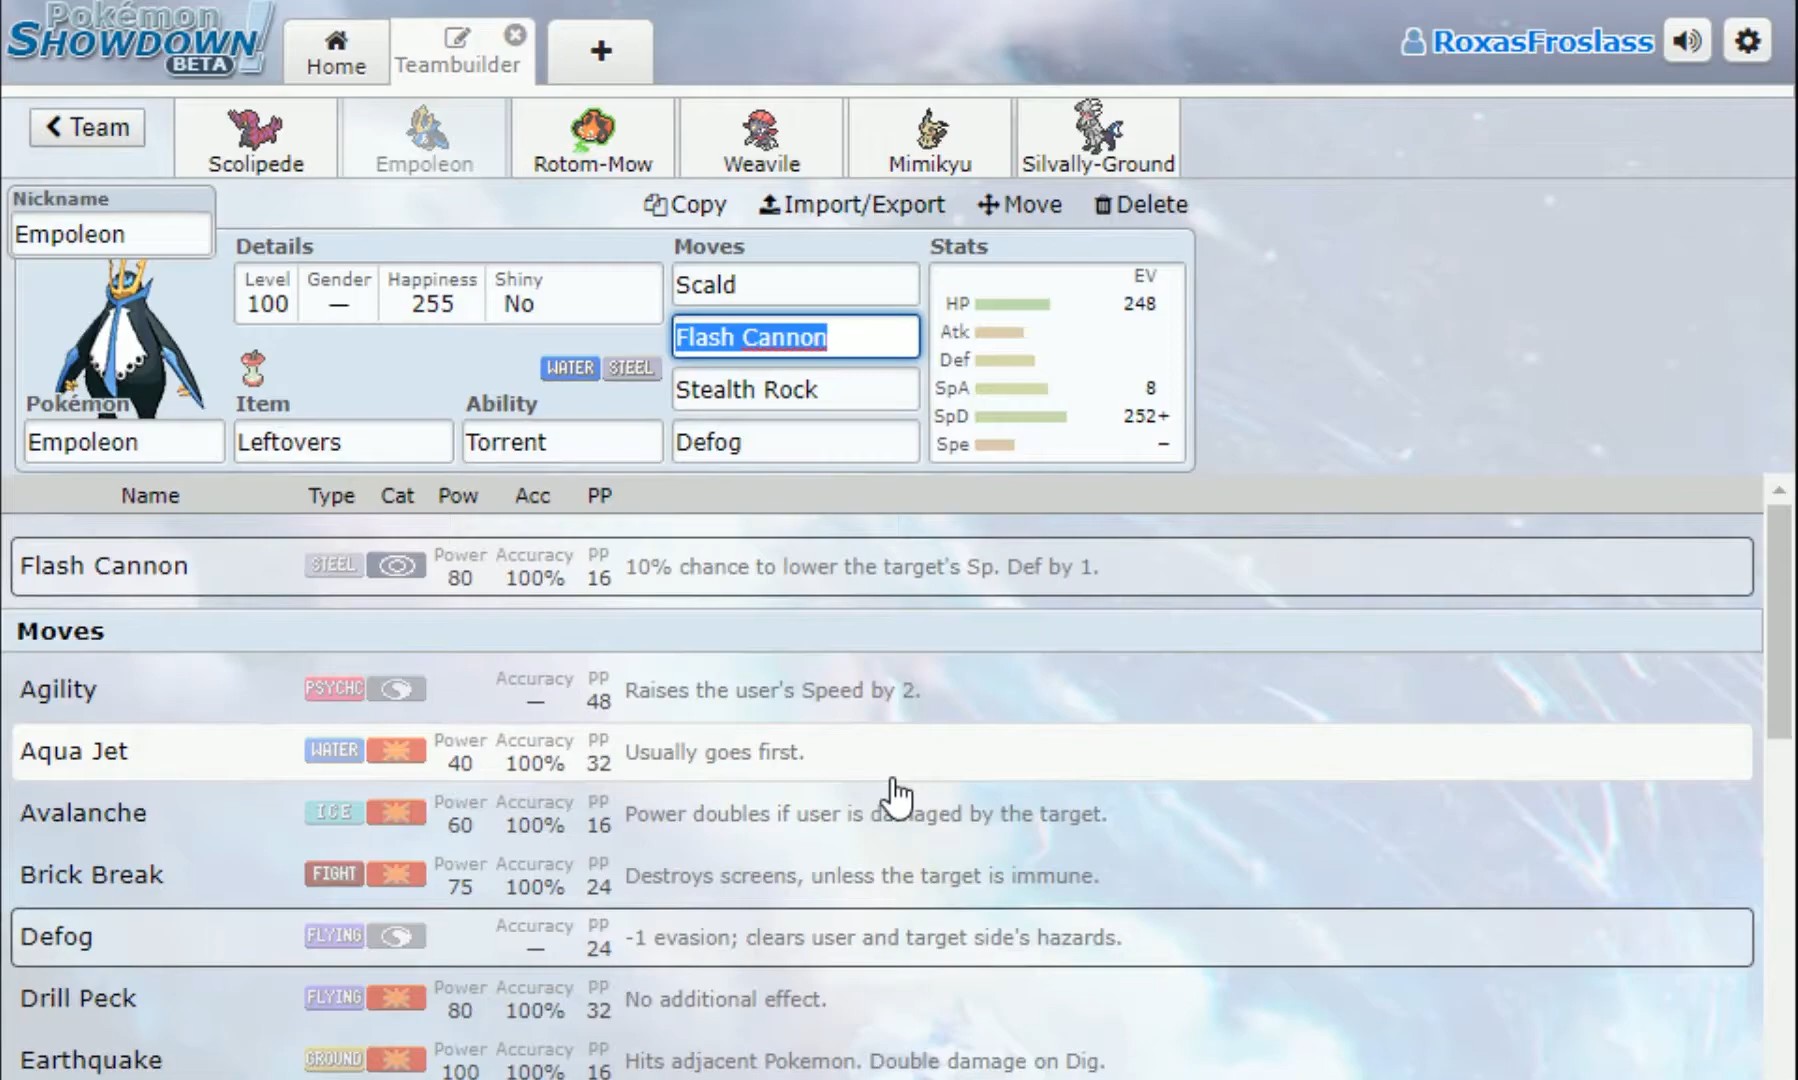 Pokémon
SHOWDOWN!
BETA
Home
Teambuilder
+
RoxasFroslass
Team
Scolipede
Empoleon
Rotom-Mow
Weavile
Mimikyu
Silvally-Ground
Nickname
Empoleon
Copy
Import/Export
Move
Delete
Details
Level
100
Gender
—
Happiness
255
Shiny
No
WATER STEEL
Pokémon
Empoleon
Item
Leftovers
Ability
Torrent
Moves
Scald
Flash Cannon
Stealth Rock
Defog
Stats
EV
HP 248
Atk
Def
SpA 8
SpD 252+
Spe –
Name Type Cat Pow Acc PP
Flash Cannon STEEL Power 80 Accuracy 100% PP 16 10% chance to lower the target's Sp. Def by 1.
Moves
Agility PSYCHC Accuracy — PP 48 Raises the user's Speed by 2.
Aqua Jet WATER Power 40 Accuracy 100% PP 32 Usually goes first.
Avalanche ICE Power 60 Accuracy 100% PP 16 Power doubles if user is damaged by the target.
Brick Break FIGHT Power 75 Accuracy 100% PP 24 Destroys screens, unless the target is immune.
Defog FLYING Accuracy — PP 24 -1 evasion; clears user and target side's hazards.
Drill Peck FLYING Power 80 Accuracy 100% PP 32 No additional effect.
Earthquake GROUND Power 100 Accuracy 100% PP 16 Hits adjacent Pokemon. Double damage on Dig.